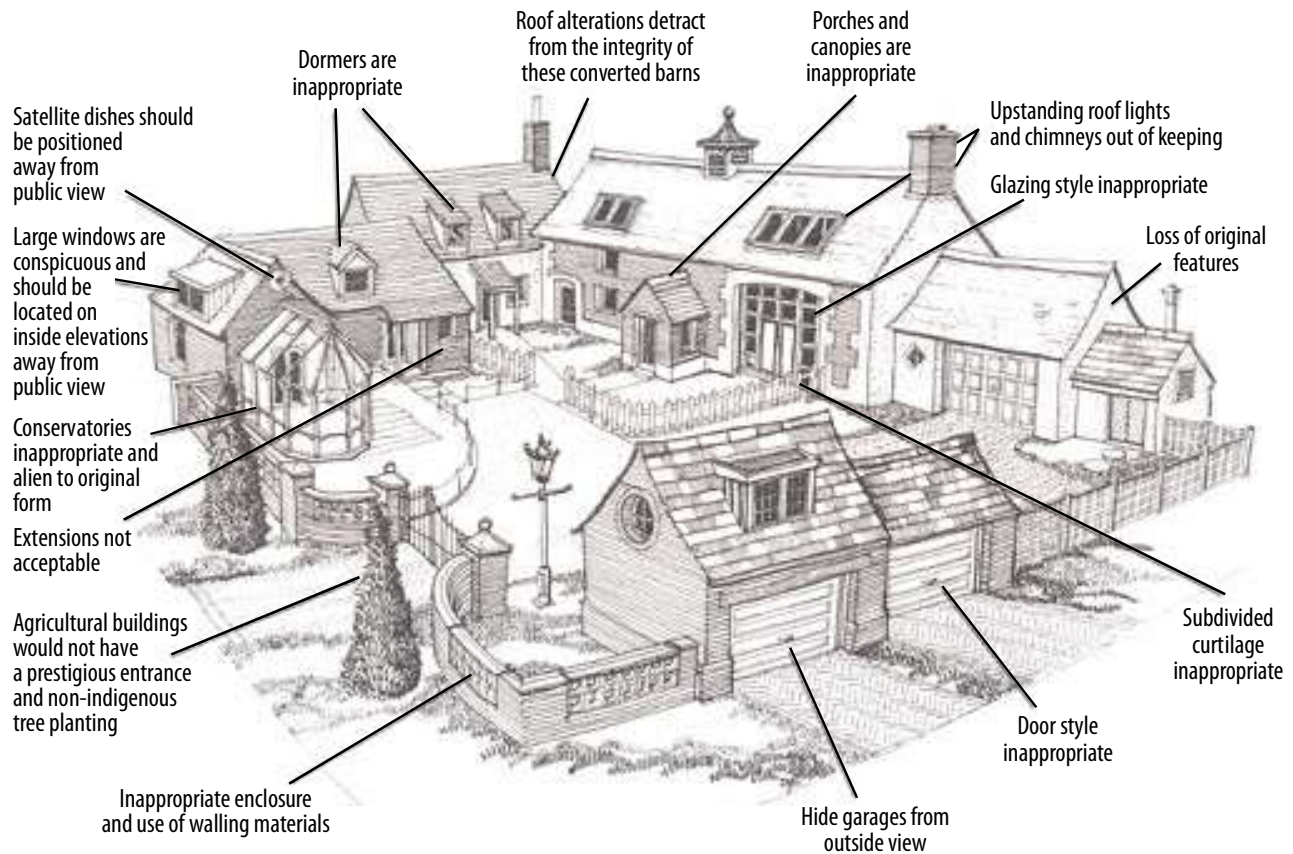 Roof alterations detract
from the integrity of
these converted barns
Porches and
canopies are
inappropriate
Dormers are
inappropriate
Satellite dishes should
be positioned
away from
public view
Upstanding roof lights
and chimneys out of keeping
Glazing style inappropriate
Large windows are
conspicuous and
should be
located on
inside elevations
away from
public view
Loss of original
features
Conservatories
inappropriate and
alien to original
form
Extensions not
acceptable
Agricultural buildings
would not have
a prestigious entrance
and non-indigenous
tree planting
Subdivided
curtilage
inappropriate
Door style
inappropriate
Inappropriate enclosure
and use of walling materials
Hide garages from
outside view